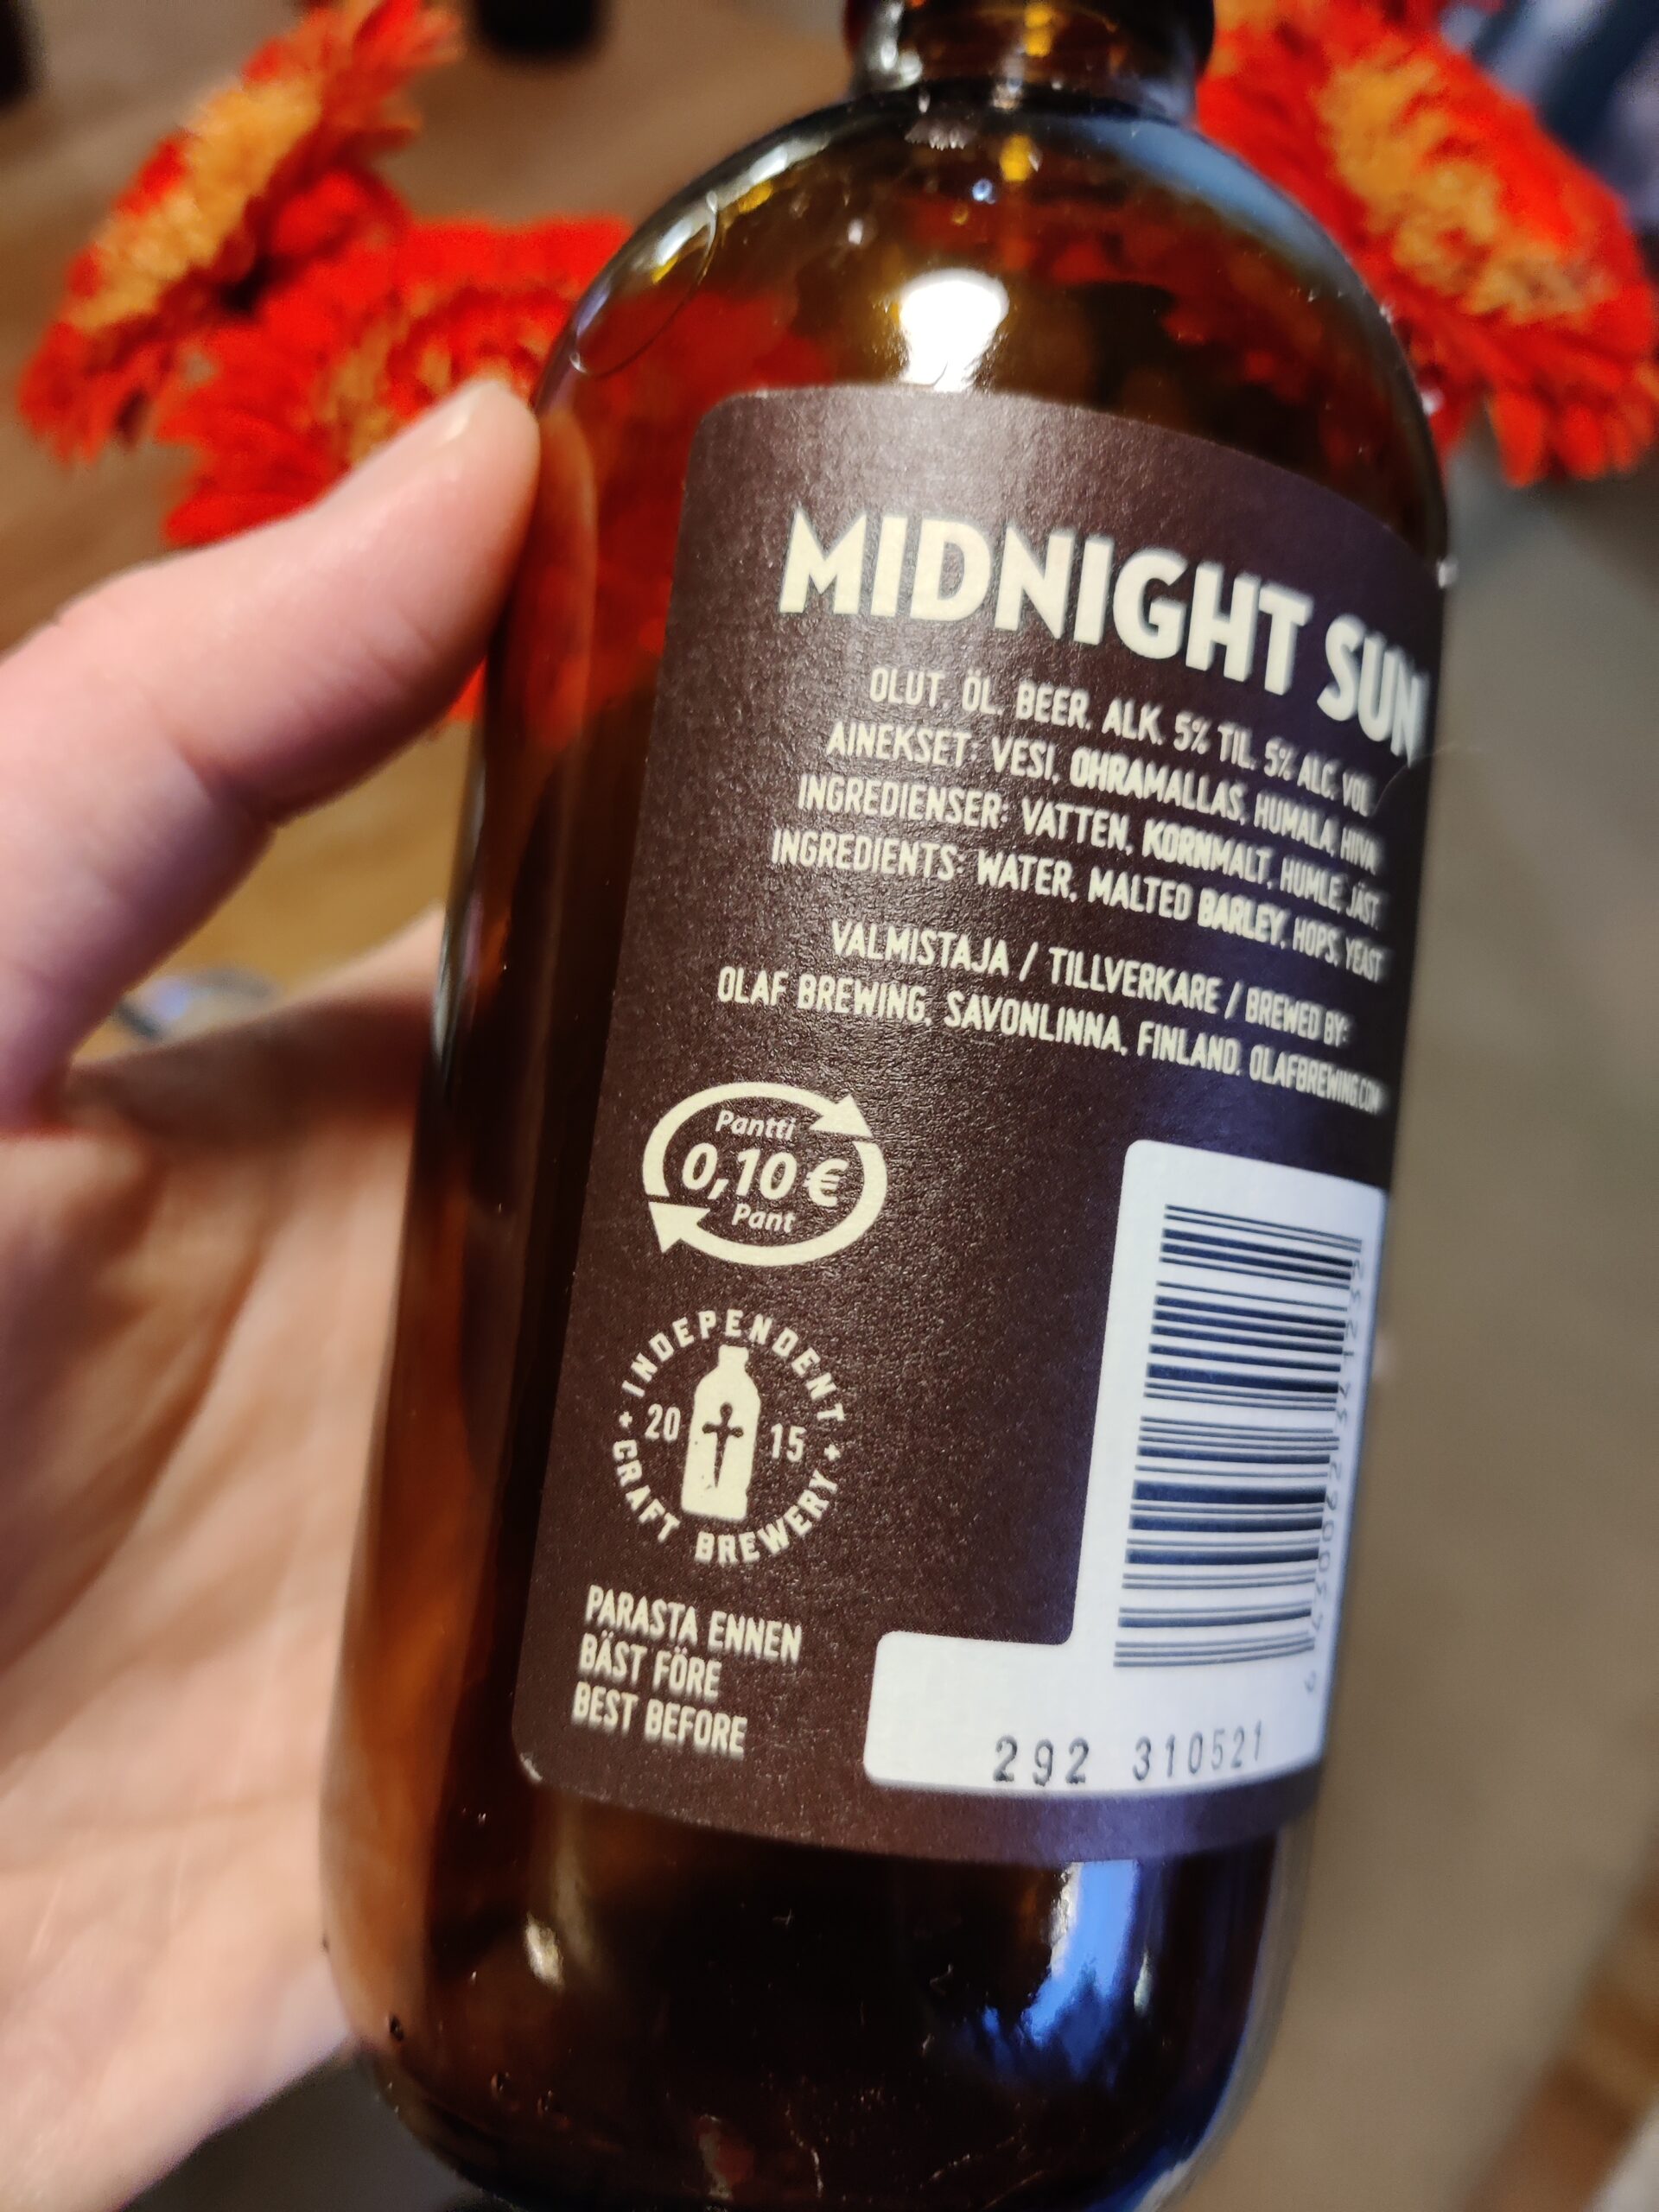 MIDNIGHT SUN
OLUT. ÖL. BEER. ALK. 5% TIL. 5% ALC. VOL
AINEKSET: VESI, OHRAMALLAS, HUMALA, HIIVA
INGREDIENSER: VATTEN, KORNMALT, HUMLE, JÄST
INGREDIENTS: WATER, MALTED BARLEY, HOPS, YEAST
VALMISTAJA / TILLVERKARE / BREWED BY:
OLAF BREWING, SAVONLINNA, FINLAND. OLAFBREWING.COM
Pantti
0,10 €
Pant
INDEPENDENT
20 15
CRAFT BREWERY
PARASTA ENNEN
BÄST FÖRE
BEST BEFORE
292 310521